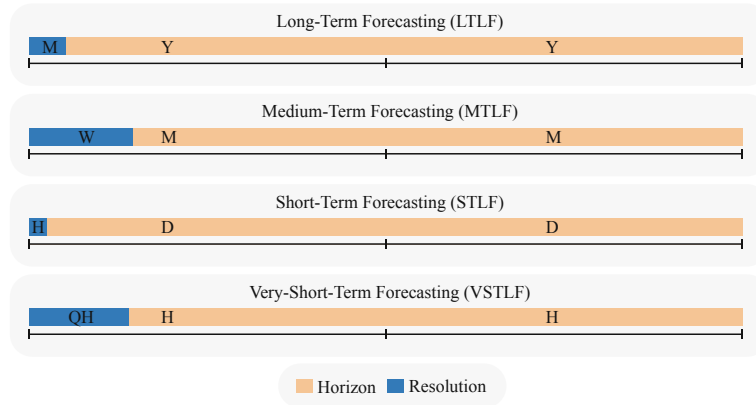 Long-Term Forecasting (LTLF)
M Y Y
Medium-Term Forecasting (MTLF)
W M M
Short-Term Forecasting (STLF)
H D D
Very-Short-Term Forecasting (VSTLF)
QH H H
Horizon Resolution